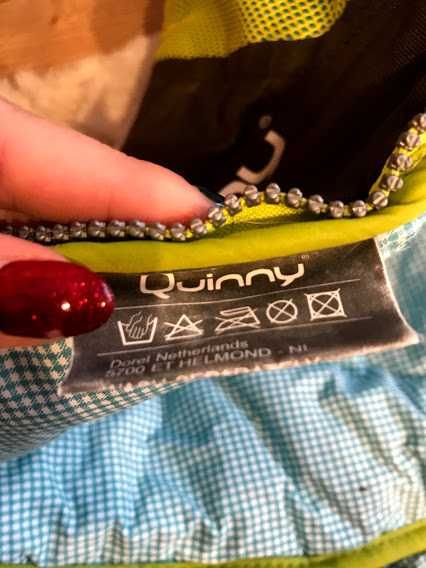 Quinny®
Dorel Netherlands
5700 ET HELMOND - NL